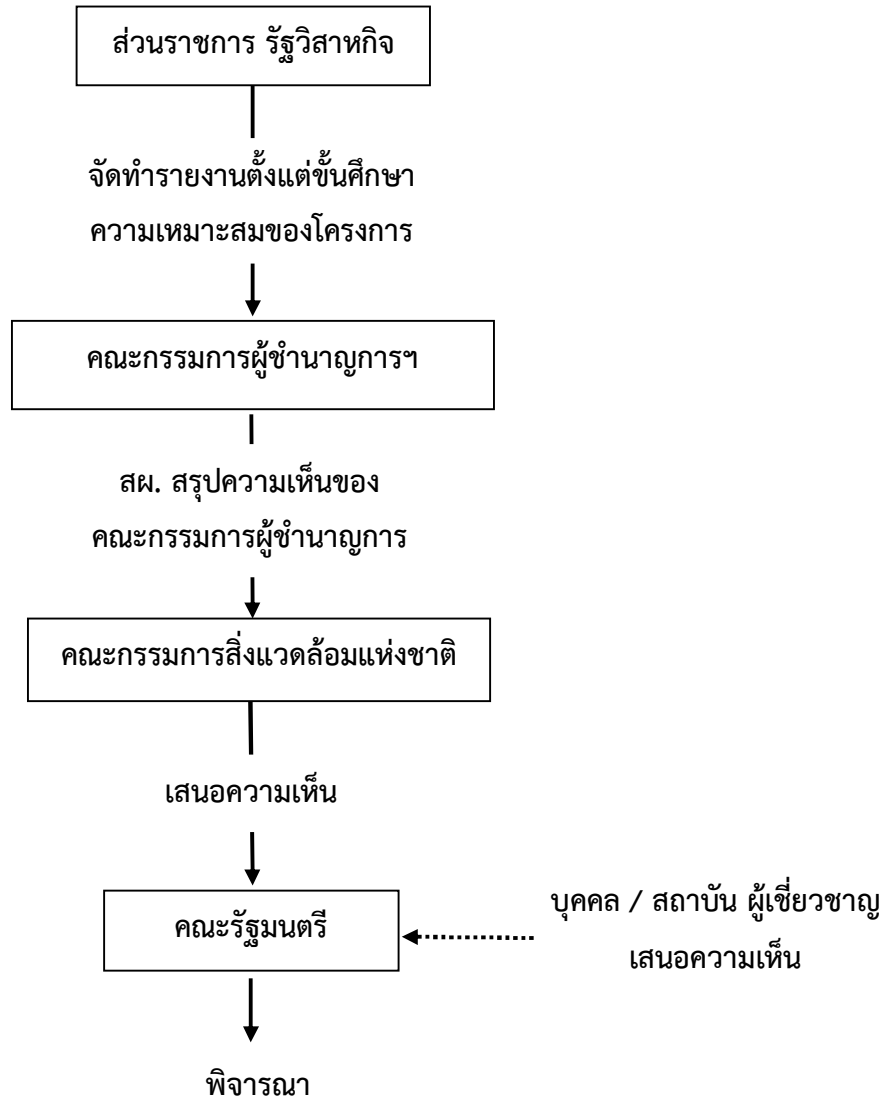 ส่วนราชการ รัฐวิสาหกิจ
จัดทำรายงานตั้งแต่ขั้นศึกษา
ความเหมาะสมของโครงการ
คณะกรรมการผู้ชำนาญการฯ
สผ. สรุปความเห็นของ
คณะกรรมการผู้ชำนาญการ
คณะกรรมการสิ่งแวดล้อมแห่งชาติ
เสนอความเห็น
คณะรัฐมนตรี
บุคคล / สถาบัน ผู้เชี่ยวชาญ
เสนอความเห็น
พิจารณา